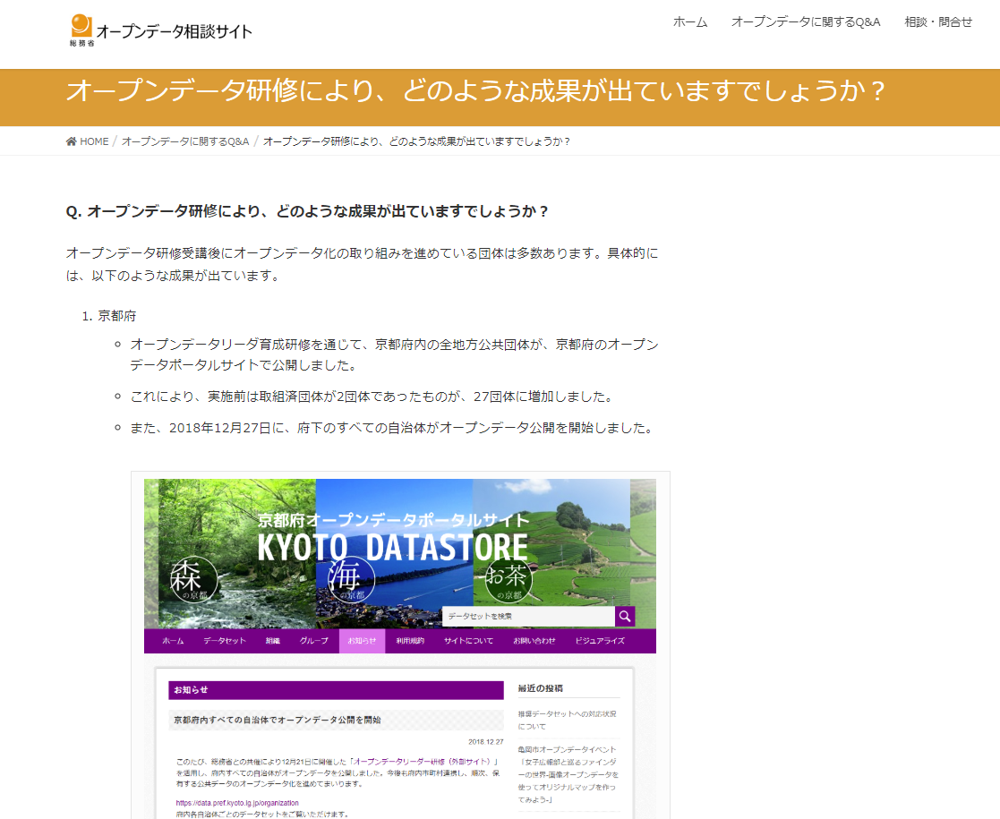 総務省
オープンデータ相談サイト
ホーム オープンデータに関するQ&A 相談・問合せ
オープンデータ研修により、どのような成果が出ていますでしょうか？
HOME / オープンデータに関するQ&A / オープンデータ研修により、どのような成果が出ていますでしょうか？
Q. オープンデータ研修により、どのような成果が出ていますでしょうか？
オープンデータ研修受講後にオープンデータ化の取り組みを進めている団体は多数あります。具体的に
は、以下のような成果が出ています。
1. 京都府
オープンデータリーダ育成研修を通じて、京都府内の全地方公共団体が、京都府のオープン
データポータルサイトで公開しました。
これにより、実施前は取組済団体が2団体であったものが、27団体に増加しました。
また、2018年12月27日に、府下のすべての自治体がオープンデータ公開を開始しました。
京都府オープンデータポータルサイト
KYOTO DATASTORE
森の京都
海の京都
お茶の京都
データセットを検索
ホーム データセット 組織 グループ お知らせ 利用規約 サイトについて お問い合わせ ビジュアライズ
お知らせ
京都府内すべての自治体でオープンデータ公開を開始
2018.12.27
このたび、総務省との共催により12月21日に開催した「オープンデータリーダー研修（外部サイト）」
を活用し、府内すべての自治体がオープンデータを公開しました。今後も府内市町村連携し、順次、保
有する公共データのオープンデータ化を進めてまいります。
https://data.pref.kyoto.lg.jp/organization
府内各自治体ごとのデータセットをご覧いただけます。
最近の投稿
推奨データセットへの対応状況
について
亀岡市オープンデータイベント
「女子広報部と巡るファインダ
ーの世界-画像オープンデータを
使ってオリジナルマップを作っ
てみよう-」